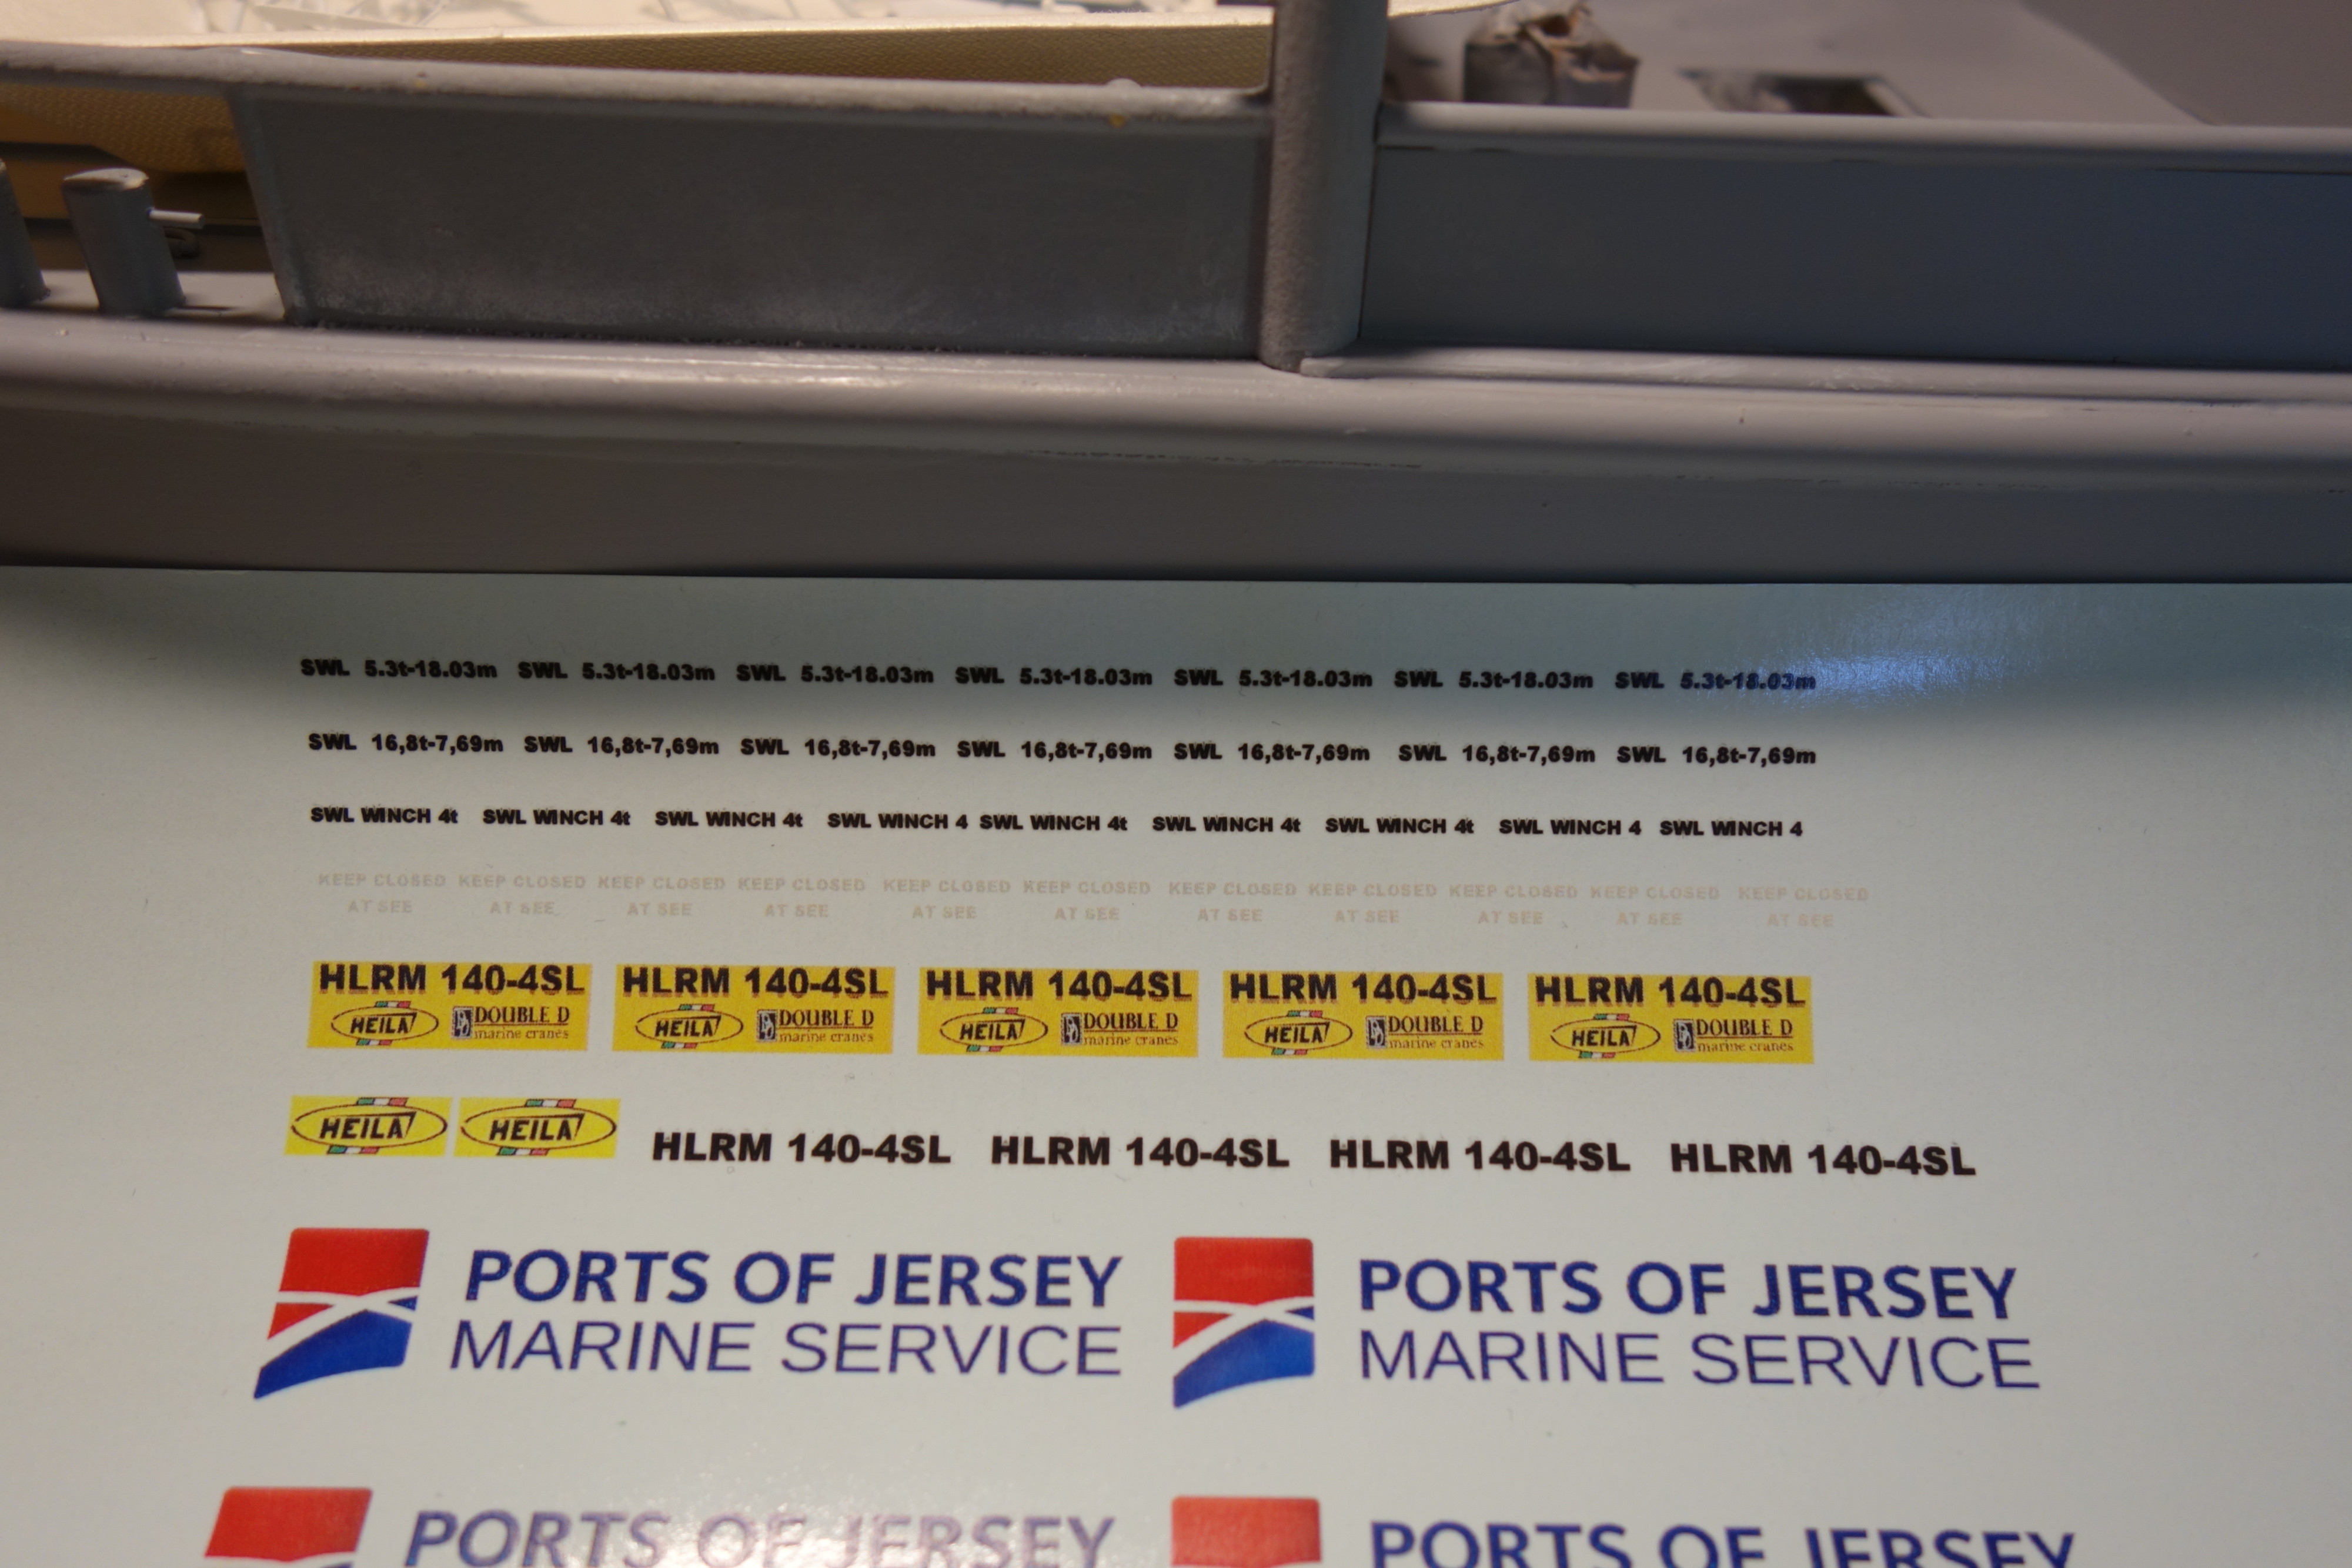 SWL 5.3t-18.03m SWL 5.3t-18.03m SWL 5.3t-18.03m SWL 5.3t-18.03m SWL 5.3t-18.03m SWL 5.3t-18.03m SWL 5.3t-18.03m
SWL 16,8t-7,69m SWL 16,8t-7,69m SWL 16,8t-7,69m SWL 16,8t-7,69m SWL 16,8t-7,69m SWL 16,8t-7,69m SWL 16,8t-7,69m
SWL WINCH 4t SWL WINCH 4t SWL WINCH 4t SWL WINCH 4 SWL WINCH 4t SWL WINCH 4t SWL WINCH 4t SWL WINCH 4 SWL WINCH 4
KEEP CLOSED KEEP CLOSED KEEP CLOSED KEEP CLOSED KEEP CLOSED KEEP CLOSED KEEP CLOSED KEEP CLOSED KEEP CLOSED KEEP CLOSED KEEP CLOSED
AT SEE AT SEE AT SEE AT SEE AT SEE AT SEE AT SEE AT SEE AT SEE AT SEE AT SEE
HLRM 140-4SL HLRM 140-4SL HLRM 140-4SL HLRM 140-4SL HLRM 140-4SL
HEILA DOUBLE D HEILA DOUBLE D HEILA DOUBLE D HEILA DOUBLE D HEILA DOUBLE D
marine cranes marine cranes marine cranes marine cranes marine cranes
HEILA HEILA HLRM 140-4SL HLRM 140-4SL HLRM 140-4SL HLRM 140-4SL
PORTS OF JERSEY PORTS OF JERSEY
MARINE SERVICE MARINE SERVICE
PORTS OF JERSEY PORTS OF JERSEY